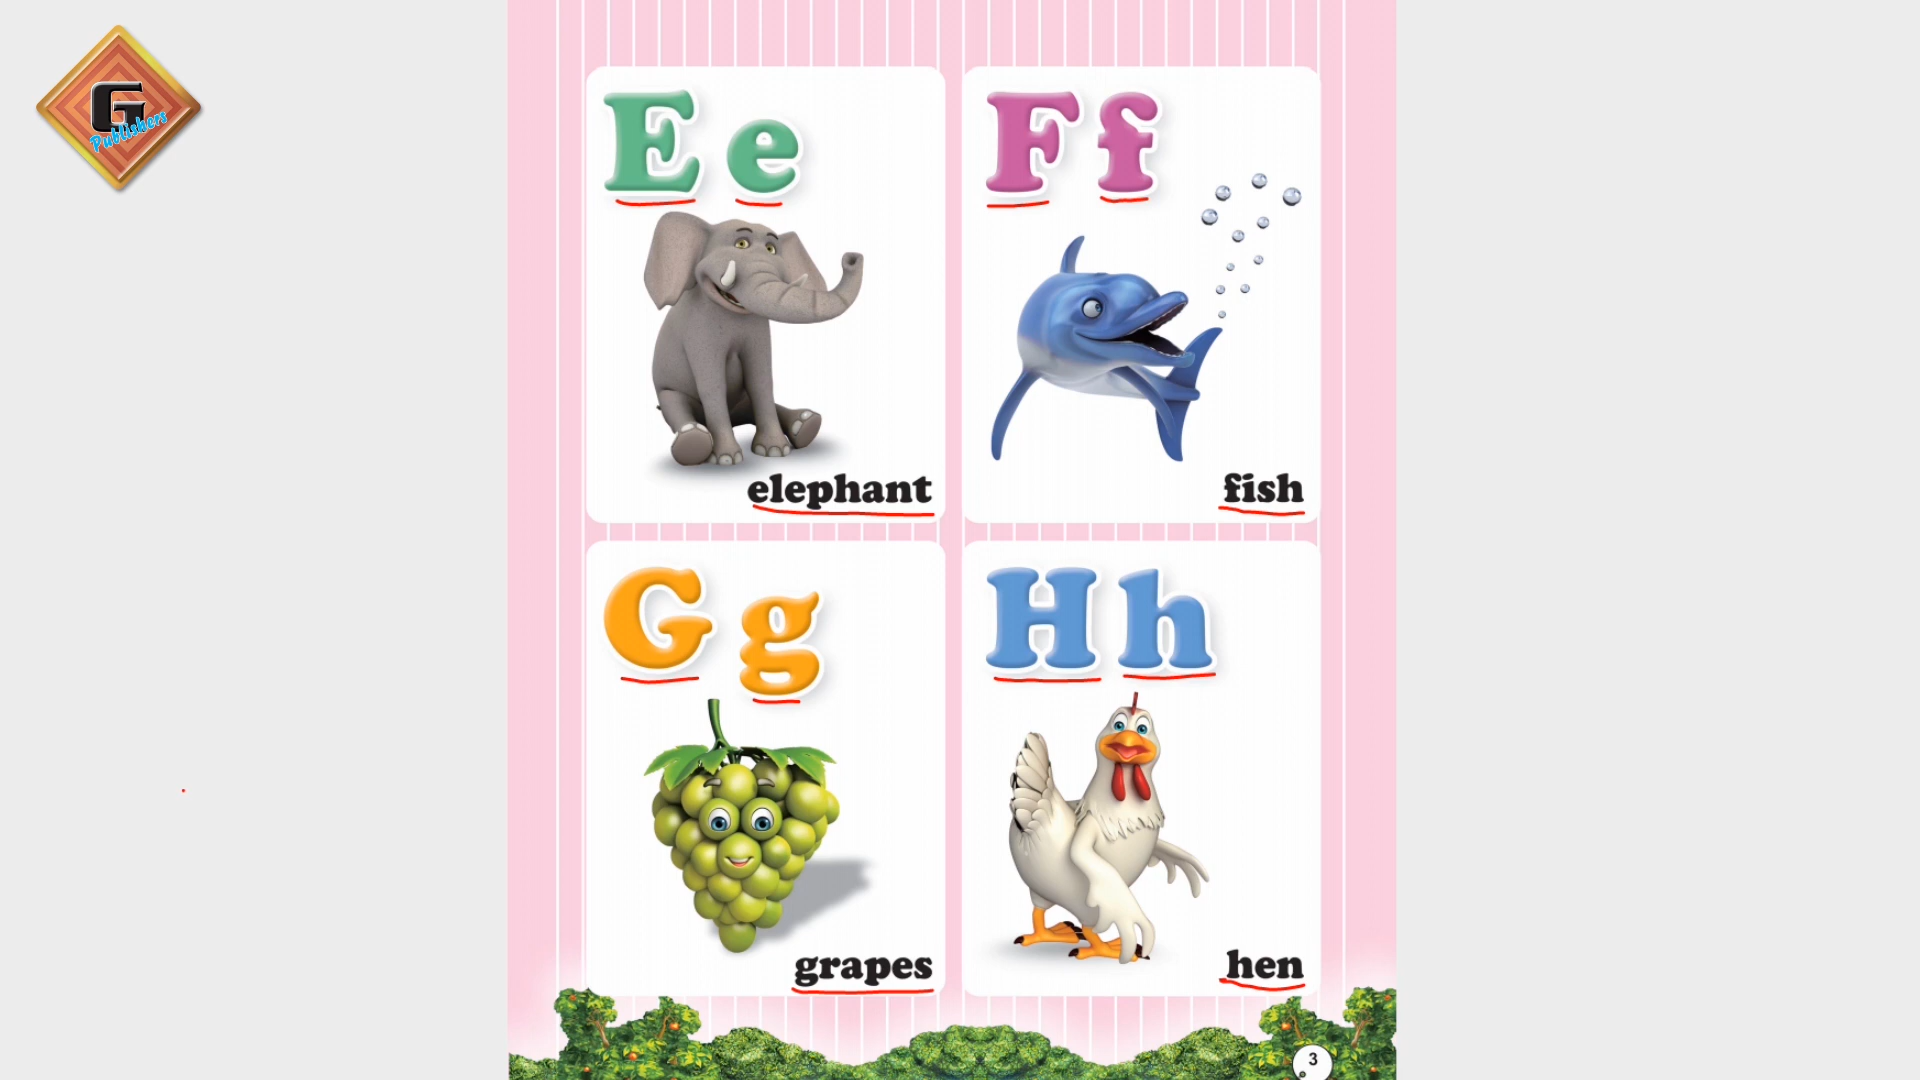 G
Publishers
E e
elephant
F f
fish
G g
grapes
H h
hen
3